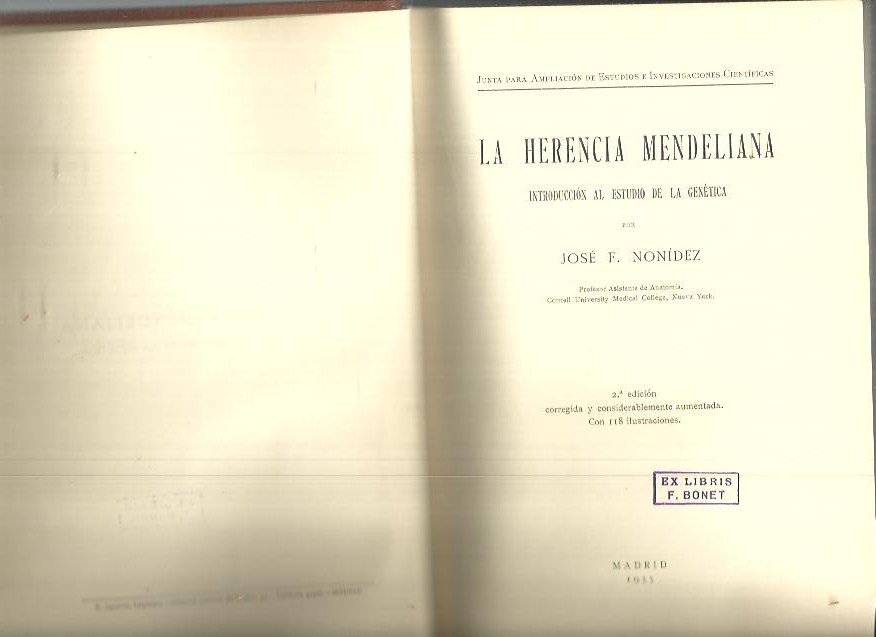 JUNTA PARA AMPLIACIÓN DE ESTUDIOS E INVESTIGACIONES CIENTÍFICAS
LA HERENCIA MENDELIANA
INTRODUCCIÓN AL ESTUDIO DE LA GENÉTICA
POR
JOSÉ F. NONÍDEZ
Profesor Asistente de Anatomía.
Cornell University Medical College, Nueva York.
2.ª edición
corregida y considerablemente aumentada.
Con 118 ilustraciones.
EX LIBRIS
F. BONET
MADRID